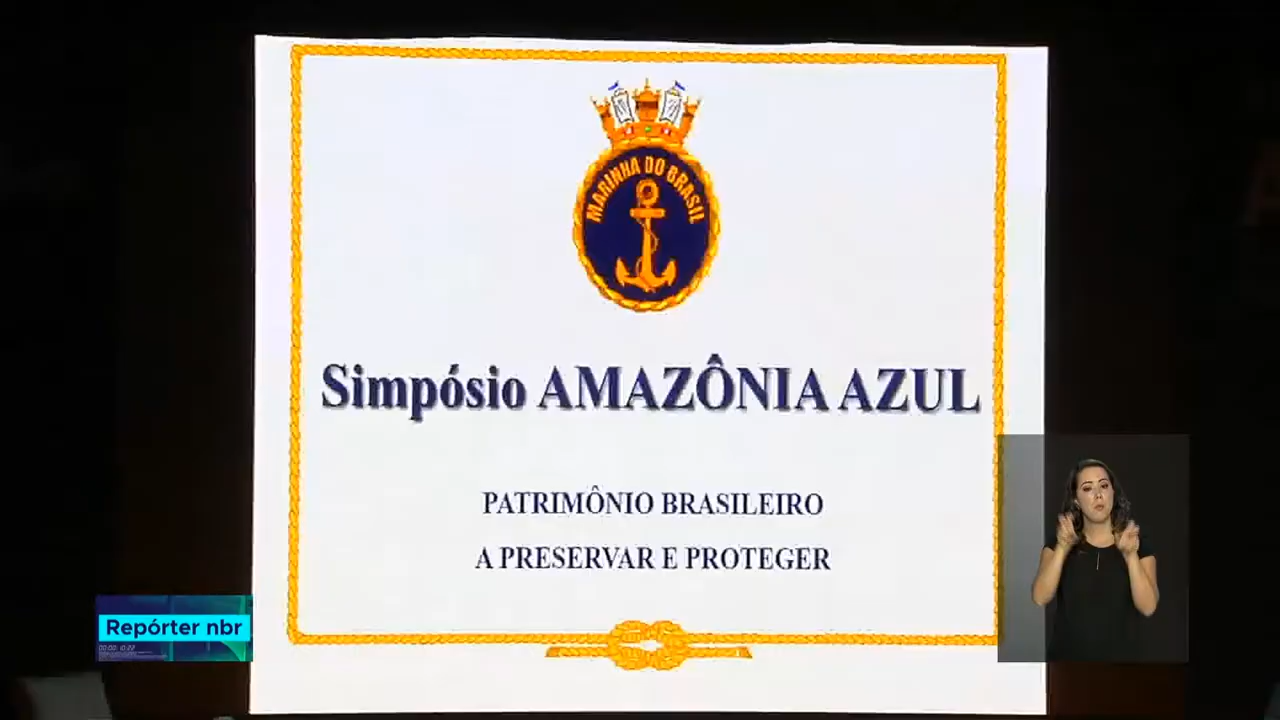 MARINHA DO BRASIL
Simpósio AMAZÔNIA AZUL
PATRIMÔNIO BRASILEIRO
A PRESERVAR E PROTEGER
Repórter nbr